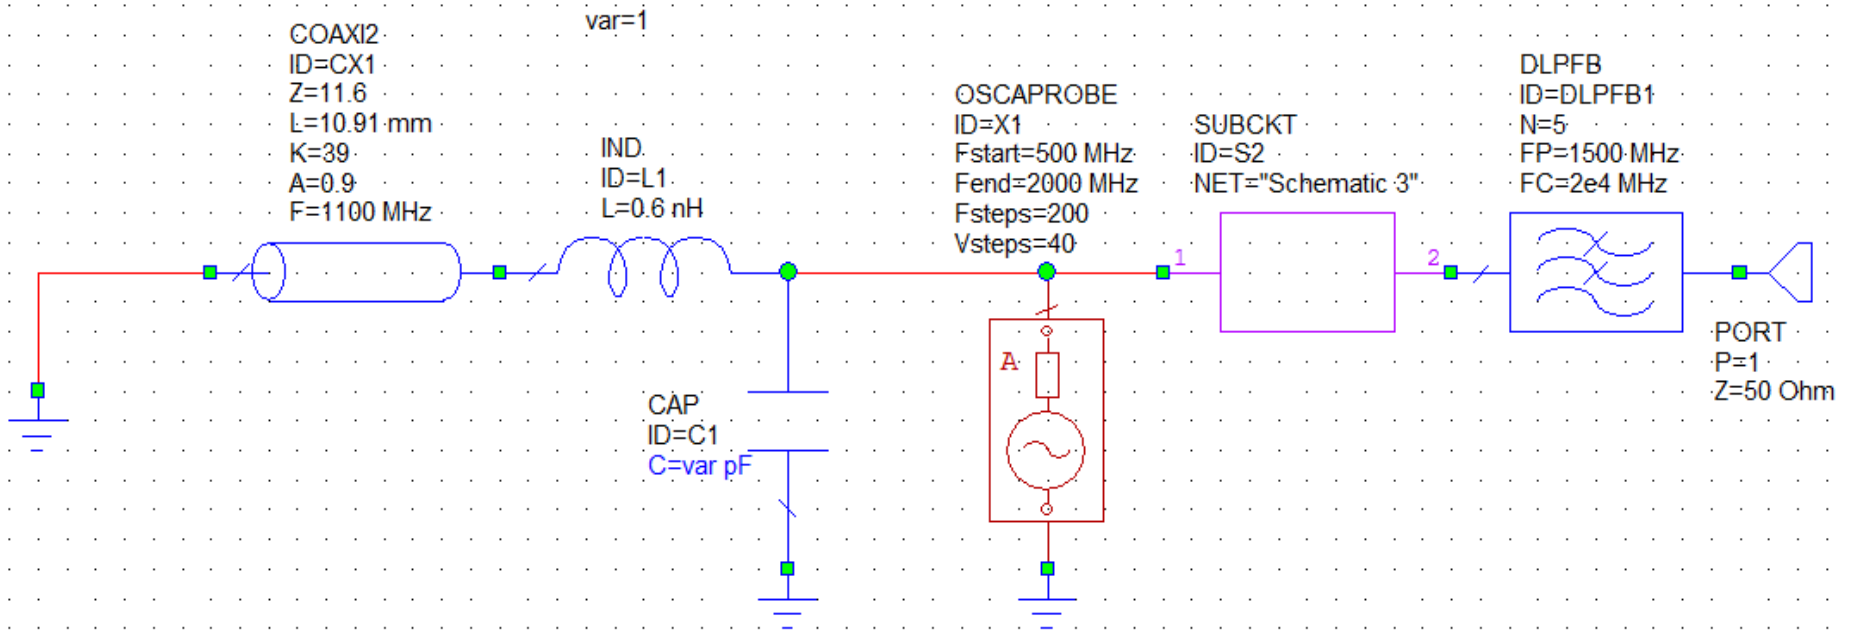 var=1
COAXI2
ID=CX1
Z=11.6
L=10.91 mm
K=39
A=0.9
F=1100 MHz
IND
ID=L1
L=0.6 nH
CAP
ID=C1
C=var pF
OSCAPROBE
ID=X1
Fstart=500 MHz
Fend=2000 MHz
Fsteps=200
Vsteps=40
A
SUBCKT
ID=S2
NET="Schematic 3"
1
2
DLPFB
ID=DLPFB1
N=5
FP=1500 MHz
FC=2e4 MHz
PORT
P=1
Z=50 Ohm